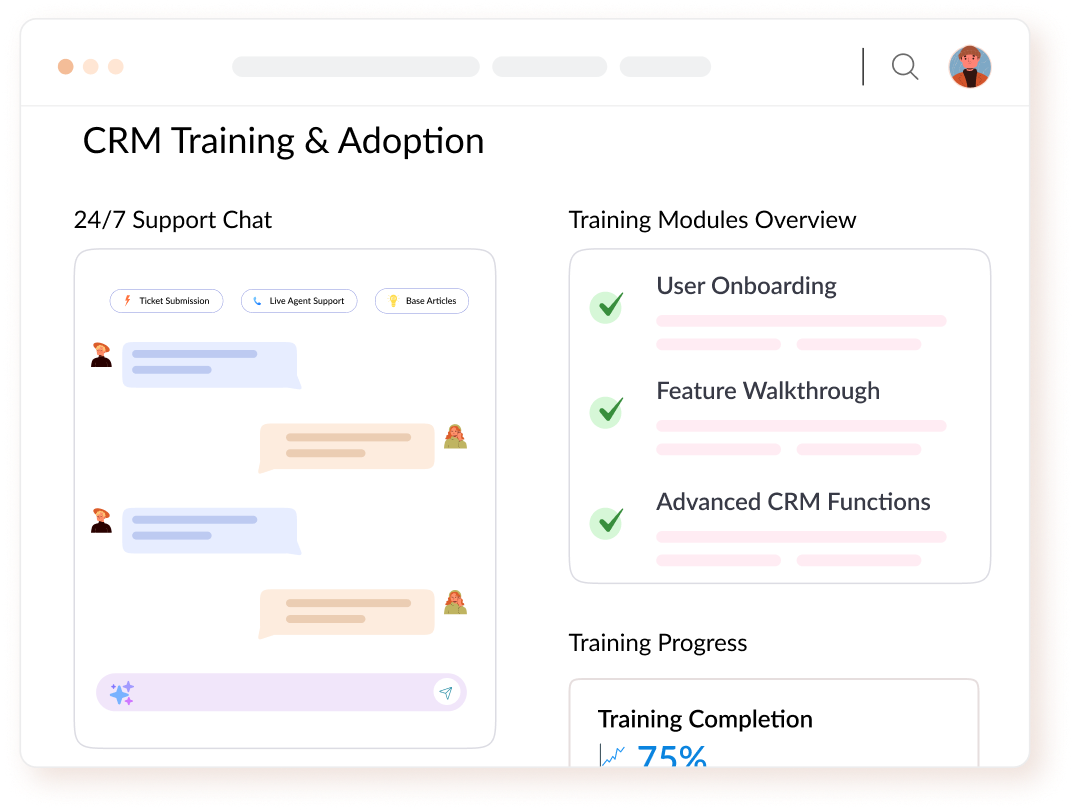 CRM Training & Adoption
24/7 Support Chat
Ticket Submission
Live Agent Support
Base Articles
Training Modules Overview
User Onboarding
Feature Walkthrough
Advanced CRM Functions
Training Progress
Training Completion
75%